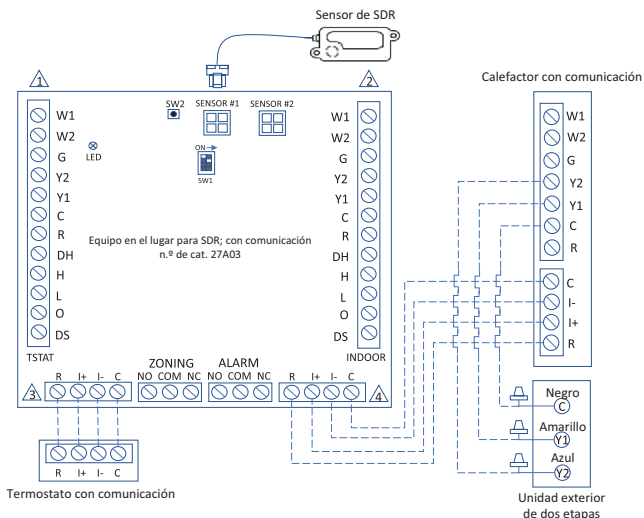 Sensor de SDR
1
2
Calefactor con comunicación
SW2
SENSOR #1
SENSOR #2
LED
ON→
SW1
W1
W2
G
Y2
Y1
C
R
DH
H
L
O
DS
TSTAT
Equipo en el lugar para SDR; con comunicación
n.º de cat. 27A03
W1
W2
G
Y2
Y1
C
R
DH
H
L
O
DS
INDOOR
W1
W2
G
Y2
Y1
C
R
C
I-
I+
R
3
R I+ I- C
ZONING
NO COM NC
ALARM
NO COM NC
R I+ I- C
4
R I+ I- C
Termostato con comunicación
Negro
C
Amarillo
Y1
Azul
Y2
Unidad exterior
de dos etapas